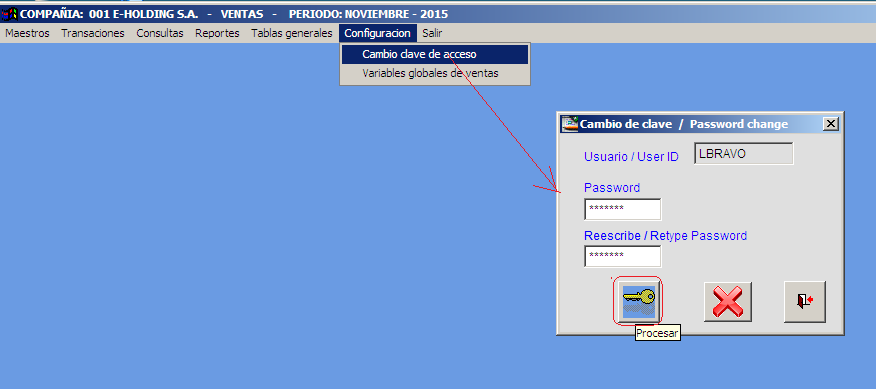 COMPAÑIA: 001 E-HOLDING S.A. - VENTAS - PERIODO: NOVIEMBRE - 2015
Maestros Transacciones Consultas Reportes Tablas generales Configuracion Salir
Cambio clave de acceso
Variables globales de ventas
Cambio de clave / Password change
Usuario / User ID LBRAVO
Password
*******
Reescribe / Retype Password
*******
Procesar